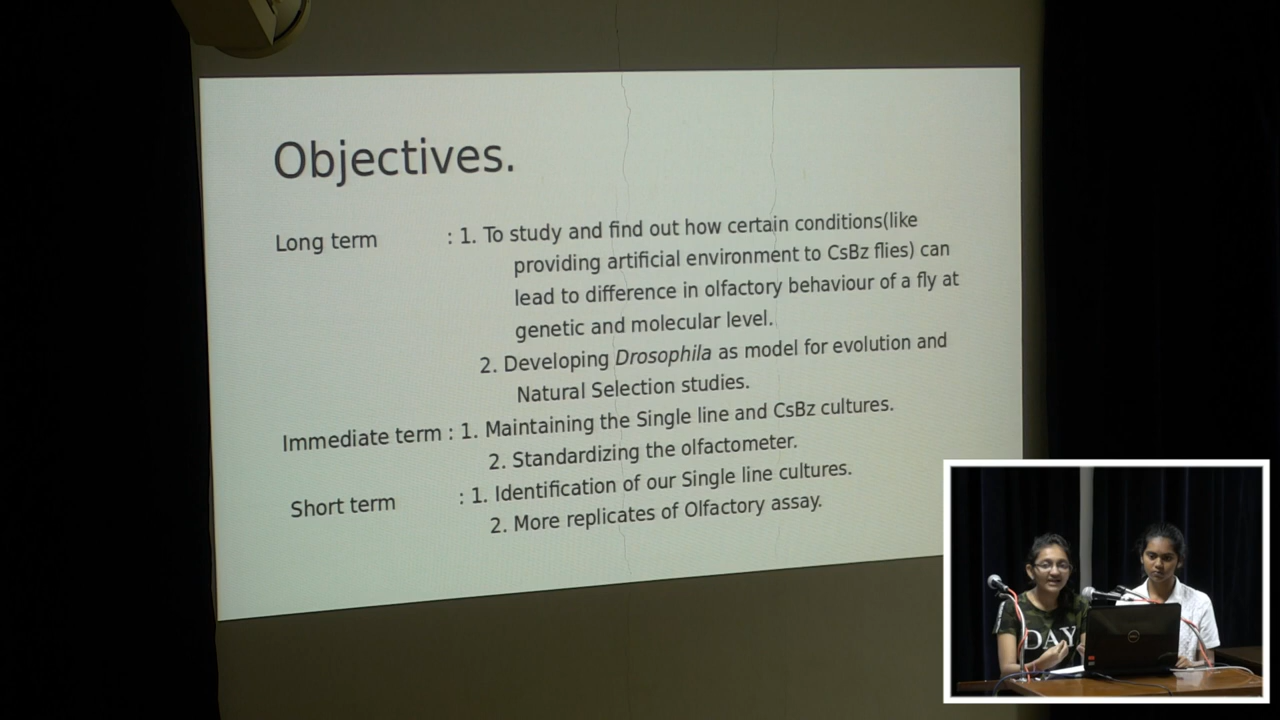 Objectives.
Long term : 1. To study and find out how certain conditions(like
providing artificial environment to CsBz flies) can
lead to difference in olfactory behaviour of a fly at
genetic and molecular level.
2. Developing Drosophila as model for evolution and
Natural Selection studies.
Immediate term : 1. Maintaining the Single line and CsBz cultures.
2. Standardizing the olfactometer.
Short term : 1. Identification of our Single line cultures.
2. More replicates of Olfactory assay.
DAY
DELL